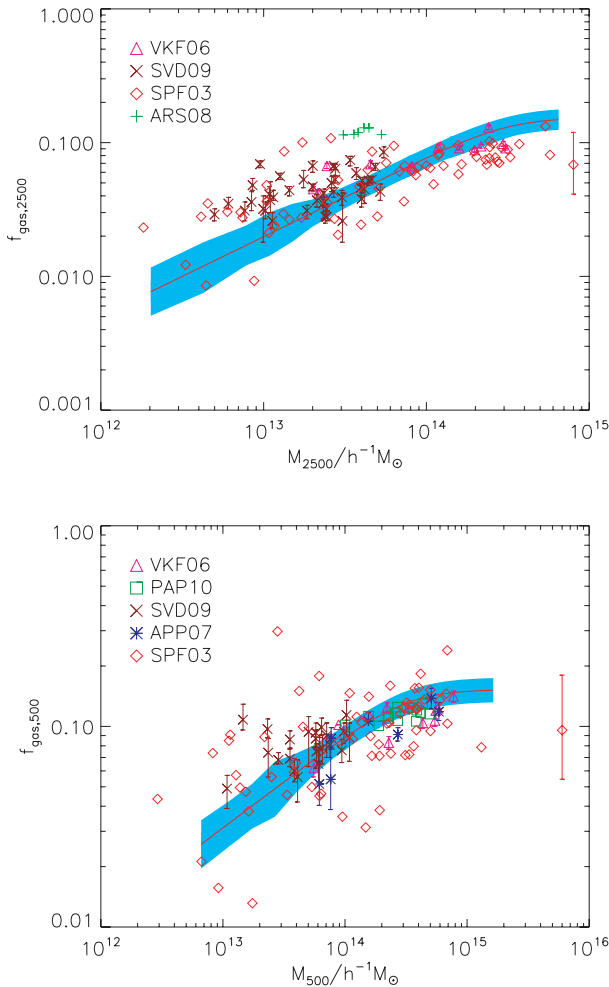 1.000
0.100
0.010
0.001
f_gas,2500
VKF06
SVD09
SPF03
ARS08
10^12 10^13 10^14 10^15
M_2500/h^-1M_⊙
1.00
0.10
0.01
f_gas,500
VKF06
PAP10
SVD09
APP07
SPF03
10^12 10^13 10^14 10^15 10^16
M_500/h^-1M_⊙